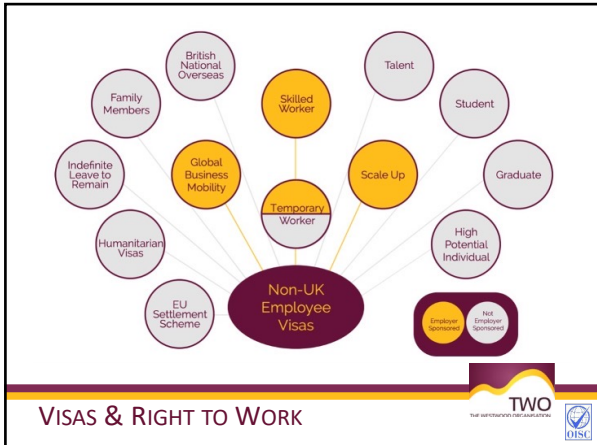 British
National
Overseas
Talent
Family
Members
Skilled
Worker
Student
Indefinite
Leave to
Remain
Global
Business
Mobility
Scale Up
Graduate
Temporary
Worker
Humanitarian
Visas
High
Potential
Individual
EU
Settlement
Scheme
Non-UK
Employee
Visas
Employer
Sponsored
Not
Employer
Sponsored
VISAS & RIGHT TO WORK
TWO
THE WESTWOOD ORGANISATION
OISC